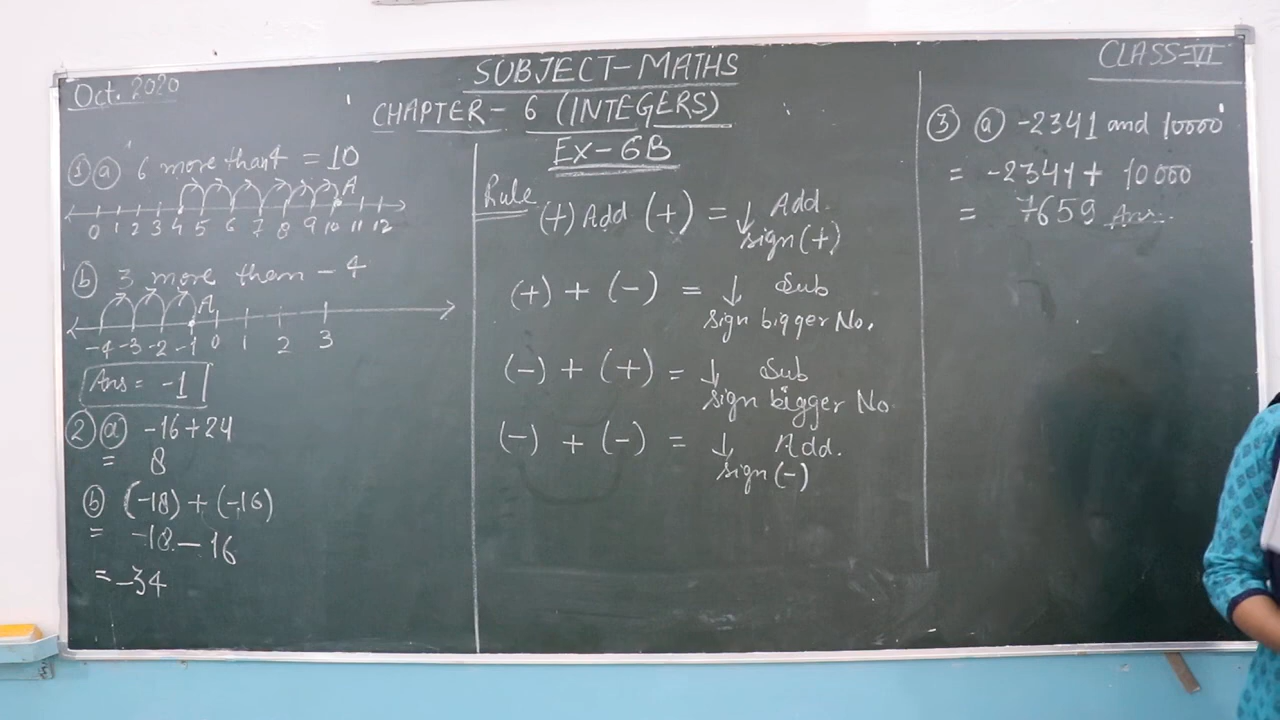 Oct. 2020
SUBJECT-MATHS
CLASS-VI
CHAPTER- 6 (INTEGERS)
Ex-6B
1 a 6 more than 4 = 10
A
0 1 2 3 4 5 6 7 8 9 10 11 12
b 3 more than - 4
A
-4 -3 -2 -1 0 1 2 3
Ans = -1
2 a -16+24
= 8
b (-18) + (-16)
= -18 - 16
= -34
Rule
(+) Add (+) = ↓ Add.
sign (+)
(+) + (-) = ↓ Sub
sign bigger No.
(-) + (+) = ↓ Sub
sign bigger No.
(-) + (-) = ↓ Add.
sign (-)
3 a -2341 and 10000
= -2341 + 10000
= 7659 Ans.